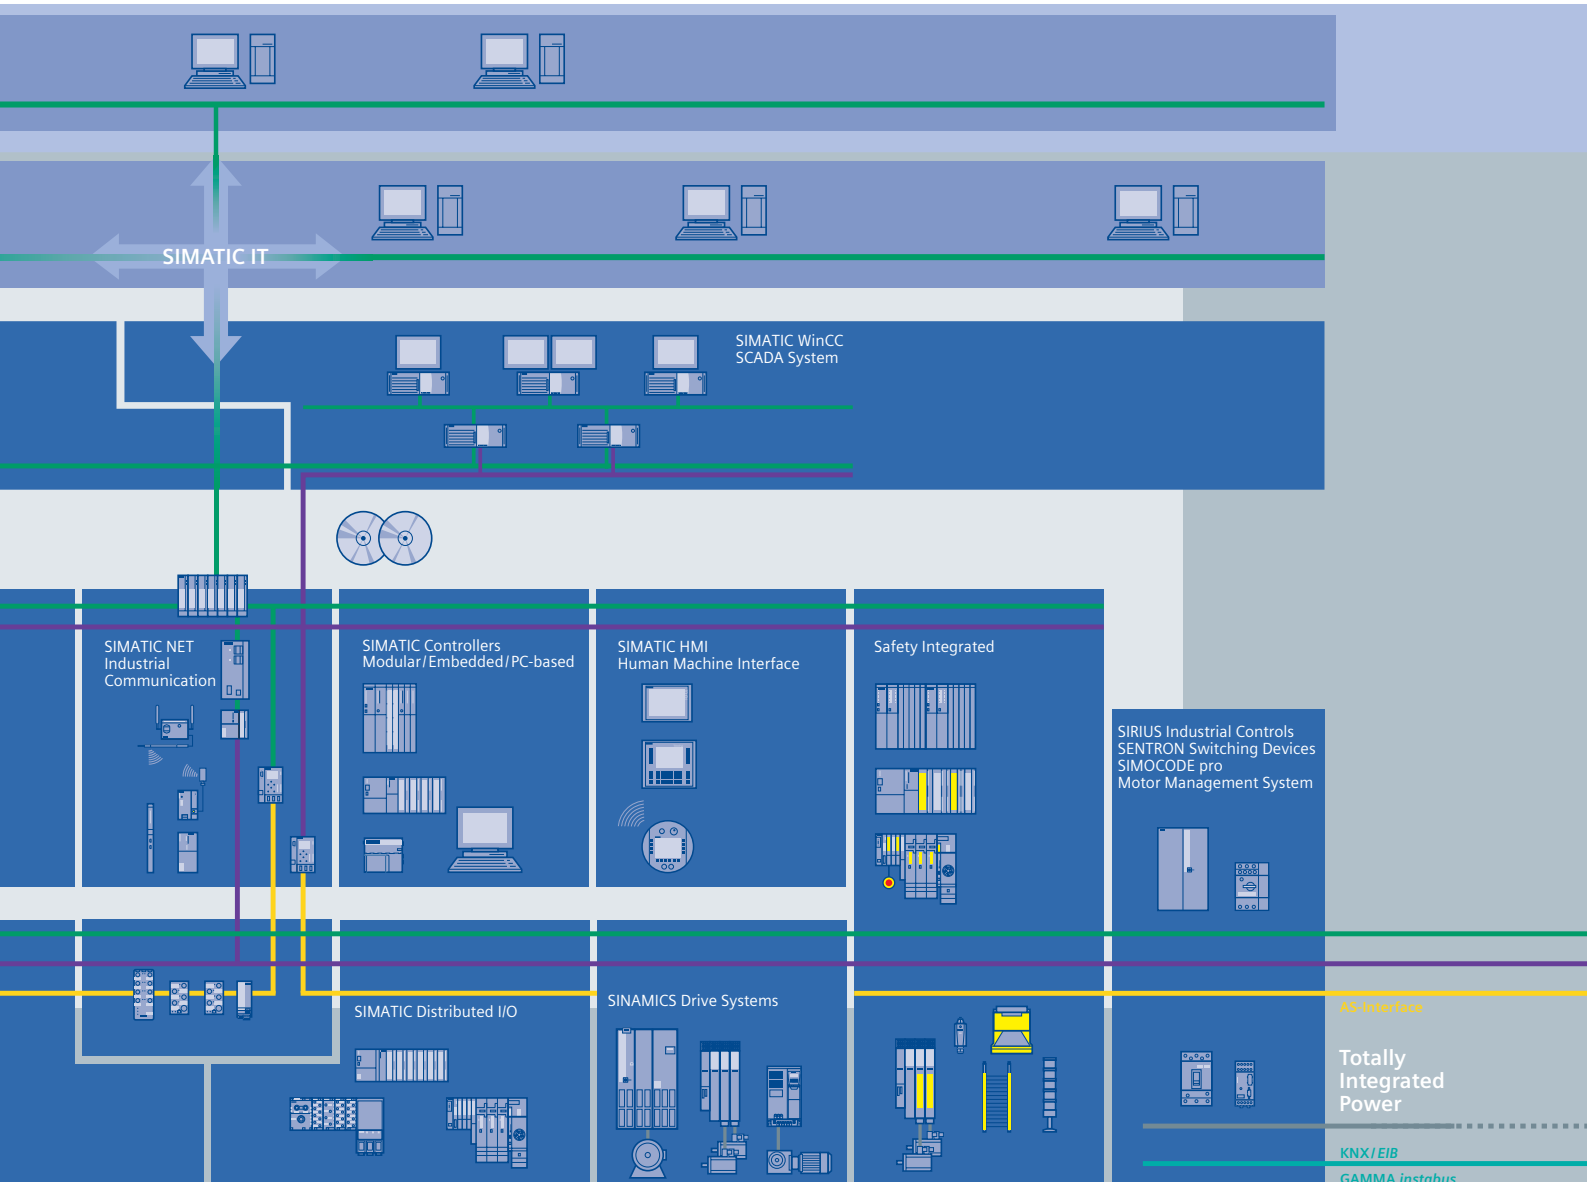 SIMATIC IT
SIMATIC WinCC
SCADA System
SIMATIC NET
Industrial
Communication
SIMATIC Controllers
Modular/Embedded/PC-based
SIMATIC HMI
Human Machine Interface
Safety Integrated
SIRIUS Industrial Controls
SENTRON Switching Devices
SIMOCODE pro
Motor Management System
SIMATIC Distributed I/O
SINAMICS Drive Systems
AS-Interface
Totally
Integrated
Power
KNX/EIB
GAMMA instabus